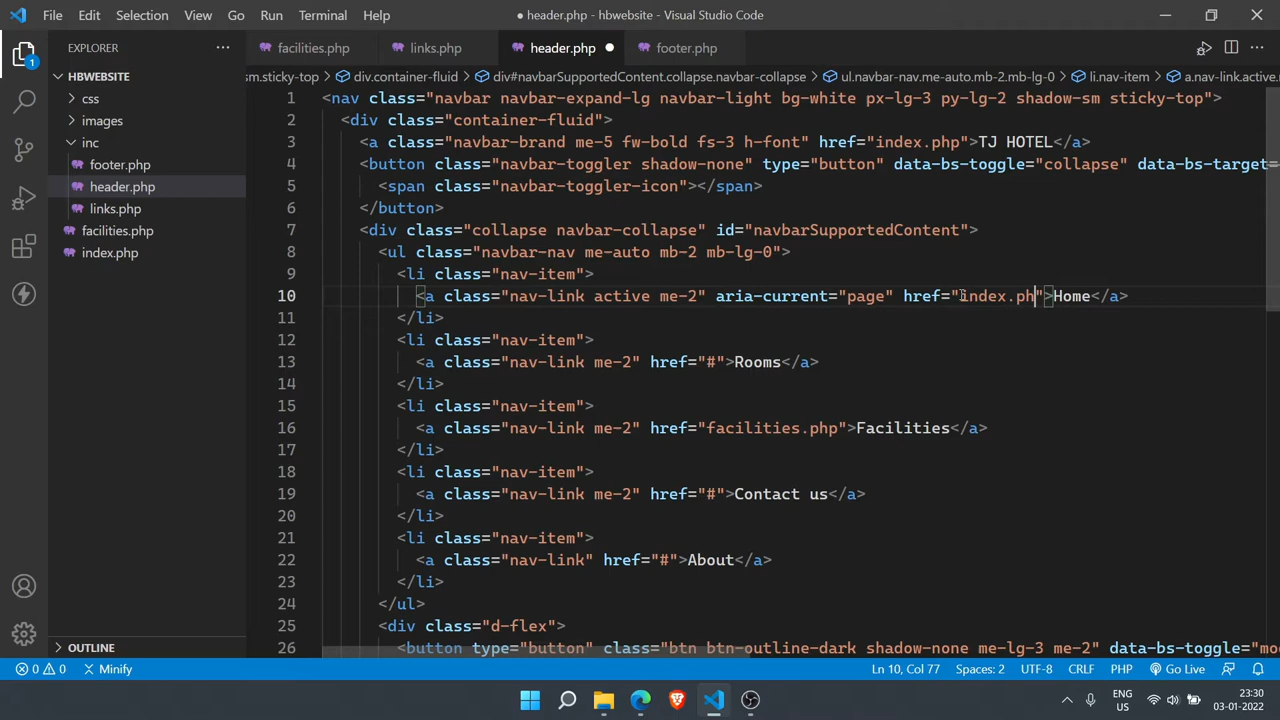 File Edit Selection View Go Run Terminal Help
● header.php - hbwebsite - Visual Studio Code
EXPLORER
1
HBWEBSITE
css
images
inc
footer.php
header.php
links.php
facilities.php
index.php
OUTLINE
facilities.php links.php header.php footer.php
sm.sticky-top > div.container-fluid > div#navbarSupportedContent.collapse.navbar-collapse > ul.navbar-nav.me-auto.mb-2.mb-lg-0 > li.nav-item > a.nav-link.active.m
1 <nav class="navbar navbar-expand-lg navbar-light bg-white px-lg-3 py-lg-2 shadow-sm sticky-top">
2 <div class="container-fluid">
3 <a class="navbar-brand me-5 fw-bold fs-3 h-font" href="index.php">TJ HOTEL</a>
4 <button class="navbar-toggler shadow-none" type="button" data-bs-toggle="collapse" data-bs-target=
5 <span class="navbar-toggler-icon"></span>
6 </button>
7 <div class="collapse navbar-collapse" id="navbarSupportedContent">
8 <ul class="navbar-nav me-auto mb-2 mb-lg-0">
9 <li class="nav-item">
10 <a class="nav-link active me-2" aria-current="page" href="index.ph">Home</a>
11 </li>
12 <li class="nav-item">
13 <a class="nav-link me-2" href="#">Rooms</a>
14 </li>
15 <li class="nav-item">
16 <a class="nav-link me-2" href="facilities.php">Facilities</a>
17 </li>
18 <li class="nav-item">
19 <a class="nav-link me-2" href="#">Contact us</a>
20 </li>
21 <li class="nav-item">
22 <a class="nav-link" href="#">About</a>
23 </li>
24 </ul>
25 <div class="d-flex">
26 <button type="button" class="btn btn-outline-dark shadow-none me-lg-3 me-2" data-bs-toggle="mo
0 0 Minify
Ln 10, Col 77 Spaces: 2 UTF-8 CRLF PHP Go Live
ENG
US
23:30
03-01-2022